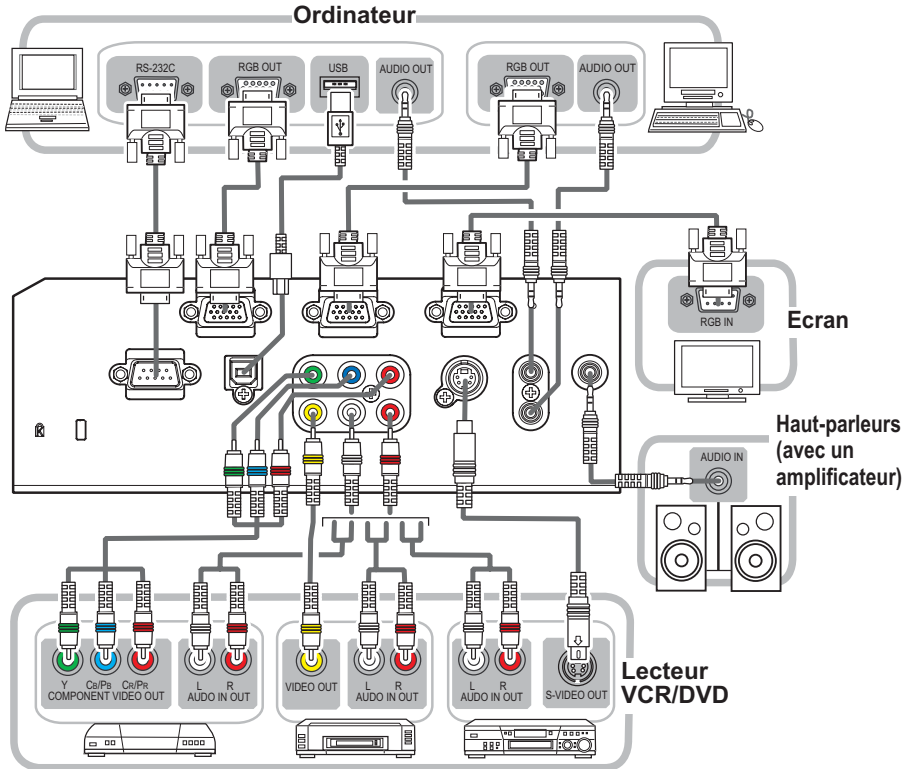 Ordinateur
RS-232C
RGB OUT
USB
AUDIO OUT
RGB OUT
AUDIO OUT
RGB IN
Ecran
K
Haut-parleurs
(avec un
amplificateur)
AUDIO IN
Y CB/PB CR/PR
COMPONENT VIDEO OUT
L R
AUDIO IN OUT
VIDEO OUT
L R
AUDIO IN OUT
L R
AUDIO IN OUT
S-VIDEO OUT
Lecteur
VCR/DVD